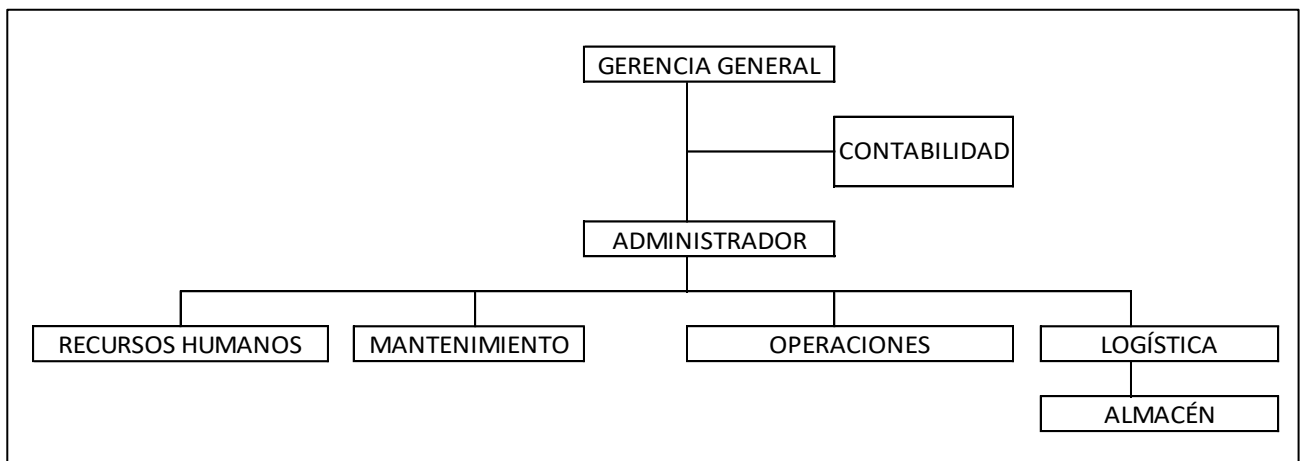 GERENCIA GENERAL
CONTABILIDAD
ADMINISTRADOR
RECURSOS HUMANOS
MANTENIMIENTO
OPERACIONES
LOGÍSTICA
ALMACÉN